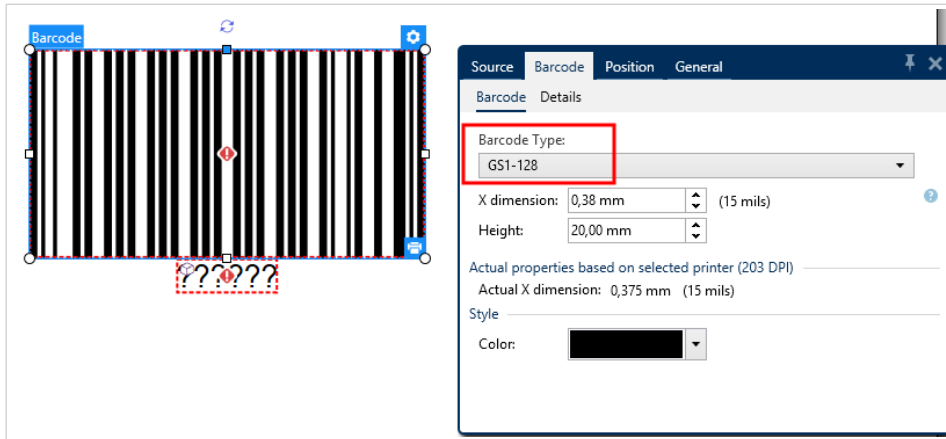 Barcode
??????
Source Barcode Position General
Barcode Details
Barcode Type:
GS1-128
X dimension: 0,38 mm (15 mils)
Height: 20,00 mm
Actual properties based on selected printer (203 DPI)
Actual X dimension: 0,375 mm (15 mils)
Style
Color: